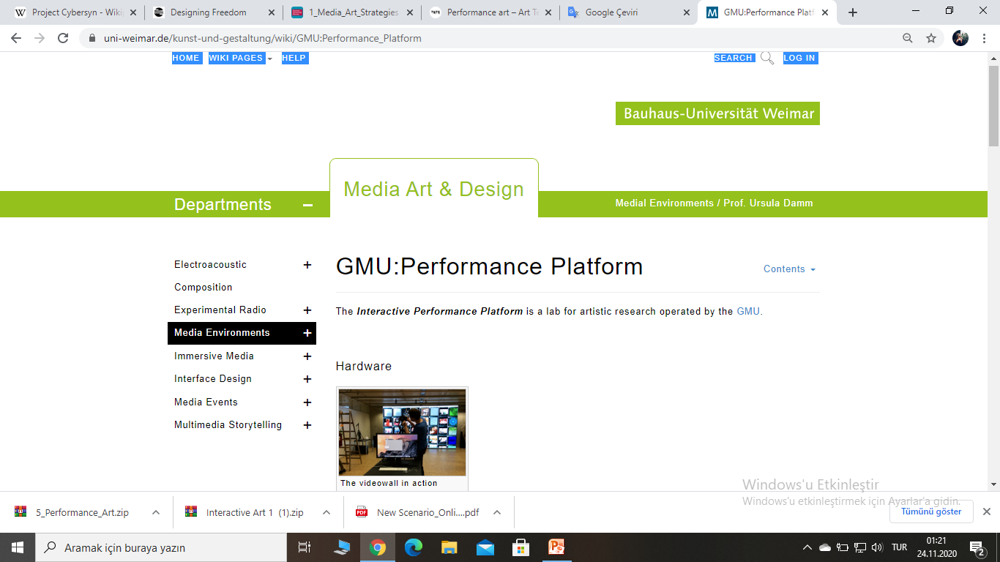 Project Cybersyn - Wiki
Designing Freedom
1_Media_Art_Strategies
Performance art – Art Te
Google Çeviri
GMU:Performance Platf
uni-weimar.de/kunst-und-gestaltung/wiki/GMU:Performance_Platform
HOME WIKI PAGES HELP SEARCH LOG IN
Bauhaus-Universität Weimar
Media Art & Design
Departments
Medial Environments / Prof. Ursula Damm
Electroacoustic
Composition
Experimental Radio
Media Environments
Immersive Media
Interface Design
Media Events
Multimedia Storytelling
GMU:Performance Platform
Contents
The Interactive Performance Platform is a lab for artistic research operated by the GMU.
Hardware
The videowall in action
Windows'u Etkinleştir
Windows'u etkinleştirmek için Ayarlar'a gidin.
5_Performance_Art.zip
Interactive Art 1 (1).zip
PDF
New Scenario_Onli....pdf
Tümünü göster
Aramak için buraya yazın
TUR
01:21
24.11.2020
2